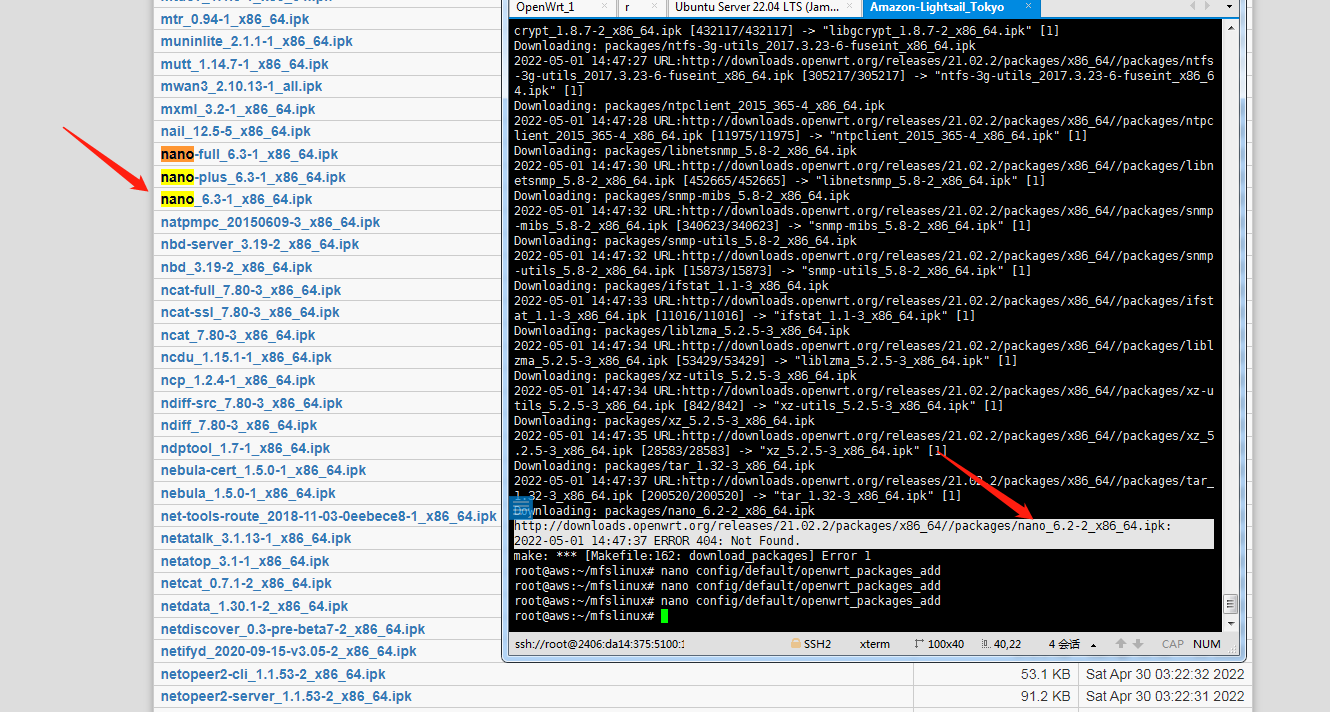 mtr_0.94-1_x86_64.ipk
muninlite_2.1.1-1_x86_64.ipk
mutt_1.14.7-1_x86_64.ipk
mwan3_2.10.13-1_all.ipk
mxml_3.2-1_x86_64.ipk
nail_12.5-5_x86_64.ipk
nano-full_6.3-1_x86_64.ipk
nano-plus_6.3-1_x86_64.ipk
nano_6.3-1_x86_64.ipk
natpmpc_20150609-3_x86_64.ipk
nbd-server_3.19-2_x86_64.ipk
nbd_3.19-2_x86_64.ipk
ncat-full_7.80-3_x86_64.ipk
ncat-ssl_7.80-3_x86_64.ipk
ncat_7.80-3_x86_64.ipk
ncdu_1.15.1-1_x86_64.ipk
ncp_1.2.4-1_x86_64.ipk
ndiff-src_7.80-3_x86_64.ipk
ndiff_7.80-3_x86_64.ipk
ndptool_1.7-1_x86_64.ipk
nebula-cert_1.5.0-1_x86_64.ipk
nebula_1.5.0-1_x86_64.ipk
net-tools-route_2018-11-03-0eebece8-1_x86_64.ipk
netatalk_3.1.13-1_x86_64.ipk
netatop_3.1-1_x86_64.ipk
netcat_0.7.1-2_x86_64.ipk
netdata_1.30.1-2_x86_64.ipk
netdiscover_0.3-pre-beta7-2_x86_64.ipk
netifyd_2020-09-15-v3.05-2_x86_64.ipk
netopeer2-cli_1.1.53-2_x86_64.ipk 53.1 KB Sat Apr 30 03:22:32 2022
netopeer2-server_1.1.53-2_x86_64.ipk 91.2 KB Sat Apr 30 03:22:31 2022
OpenWrt_1 r Ubuntu Server 22.04 LTS (Jam... Amazon-Lightsail_Tokyo
crypt_1.8.7-2_x86_64.ipk [432117/432117] -> "libgcrypt_1.8.7-2_x86_64.ipk" [1]
Downloading: packages/ntfs-3g-utils_2017.3.23-6-fuseint_x86_64.ipk
2022-05-01 14:47:27 URL:http://downloads.openwrt.org/releases/21.02.2/packages/x86_64//packages/ntfs
-3g-utils_2017.3.23-6-fuseint_x86_64.ipk [305217/305217] -> "ntfs-3g-utils_2017.3.23-6-fuseint_x86_6
4.ipk" [1]
Downloading: packages/ntpclient_2015_365-4_x86_64.ipk
2022-05-01 14:47:28 URL:http://downloads.openwrt.org/releases/21.02.2/packages/x86_64//packages/ntpc
lient_2015_365-4_x86_64.ipk [11975/11975] -> "ntpclient_2015_365-4_x86_64.ipk" [1]
Downloading: packages/libnetsnmp_5.8-2_x86_64.ipk
2022-05-01 14:47:30 URL:http://downloads.openwrt.org/releases/21.02.2/packages/x86_64//packages/libn
etsnmp_5.8-2_x86_64.ipk [452665/452665] -> "libnetsnmp_5.8-2_x86_64.ipk" [1]
Downloading: packages/snmp-mibs_5.8-2_x86_64.ipk
2022-05-01 14:47:32 URL:http://downloads.openwrt.org/releases/21.02.2/packages/x86_64//packages/snmp
-mibs_5.8-2_x86_64.ipk [340623/340623] -> "snmp-mibs_5.8-2_x86_64.ipk" [1]
Downloading: packages/snmp-utils_5.8-2_x86_64.ipk
2022-05-01 14:47:32 URL:http://downloads.openwrt.org/releases/21.02.2/packages/x86_64//packages/snmp
-utils_5.8-2_x86_64.ipk [15873/15873] -> "snmp-utils_5.8-2_x86_64.ipk" [1]
Downloading: packages/ifstat_1.1-3_x86_64.ipk
2022-05-01 14:47:33 URL:http://downloads.openwrt.org/releases/21.02.2/packages/x86_64//packages/ifst
at_1.1-3_x86_64.ipk [11016/11016] -> "ifstat_1.1-3_x86_64.ipk" [1]
Downloading: packages/liblzma_5.2.5-3_x86_64.ipk
2022-05-01 14:47:34 URL:http://downloads.openwrt.org/releases/21.02.2/packages/x86_64//packages/libl
zma_5.2.5-3_x86_64.ipk [53429/53429] -> "liblzma_5.2.5-3_x86_64.ipk" [1]
Downloading: packages/xz-utils_5.2.5-3_x86_64.ipk
2022-05-01 14:47:34 URL:http://downloads.openwrt.org/releases/21.02.2/packages/x86_64//packages/xz-u
tils_5.2.5-3_x86_64.ipk [842/842] -> "xz-utils_5.2.5-3_x86_64.ipk" [1]
Downloading: packages/xz_5.2.5-3_x86_64.ipk
2022-05-01 14:47:35 URL:http://downloads.openwrt.org/releases/21.02.2/packages/x86_64//packages/xz_5
.2.5-3_x86_64.ipk [28583/28583] -> "xz_5.2.5-3_x86_64.ipk" [1]
Downloading: packages/tar_1.32-3_x86_64.ipk
2022-05-01 14:47:37 URL:http://downloads.openwrt.org/releases/21.02.2/packages/x86_64//packages/tar_
1.32-3_x86_64.ipk [200520/200520] -> "tar_1.32-3_x86_64.ipk" [1]
Downloading: packages/nano_6.2-2_x86_64.ipk
http://downloads.openwrt.org/releases/21.02.2/packages/x86_64//packages/nano_6.2-2_x86_64.ipk:
2022-05-01 14:47:37 ERROR 404: Not Found.
make: *** [Makefile:162: download_packages] Error 1
root@aws:~/mfslinux# nano config/default/openwrt_packages_add
root@aws:~/mfslinux# nano config/default/openwrt_packages_add
root@aws:~/mfslinux# nano config/default/openwrt_packages_add
root@aws:~/mfslinux#
ssh://root@2406:da14:375:5100:1 SSH2 xterm 100x40 40,22 4 会话 CAP NUM